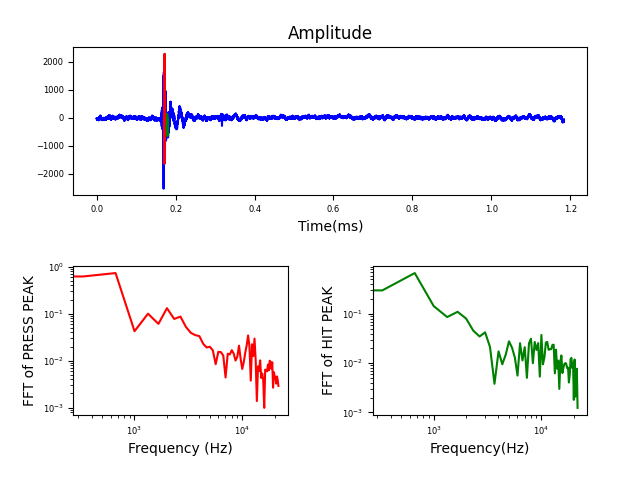 Amplitude
2000
1000
0
−1000
−2000
0.0 0.2 0.4 0.6 0.8 1.0 1.2
Time(ms)
FFT of PRESS PEAK
10⁰
10⁻¹
10⁻²
10⁻³
10³ 10⁴
Frequency (Hz)
FFT of HIT PEAK
10⁻¹
10⁻²
10⁻³
10³ 10⁴
Frequency(Hz)